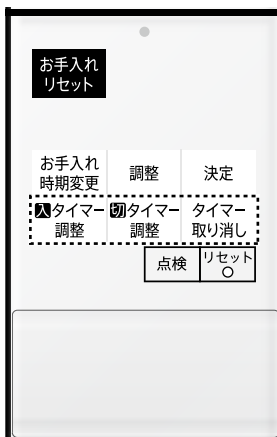 お手入れ
リセット
お手入れ
時期変更
調整
決定
入タイマー
調整
切タイマー
調整
タイマー
取り消し
点検
リセット